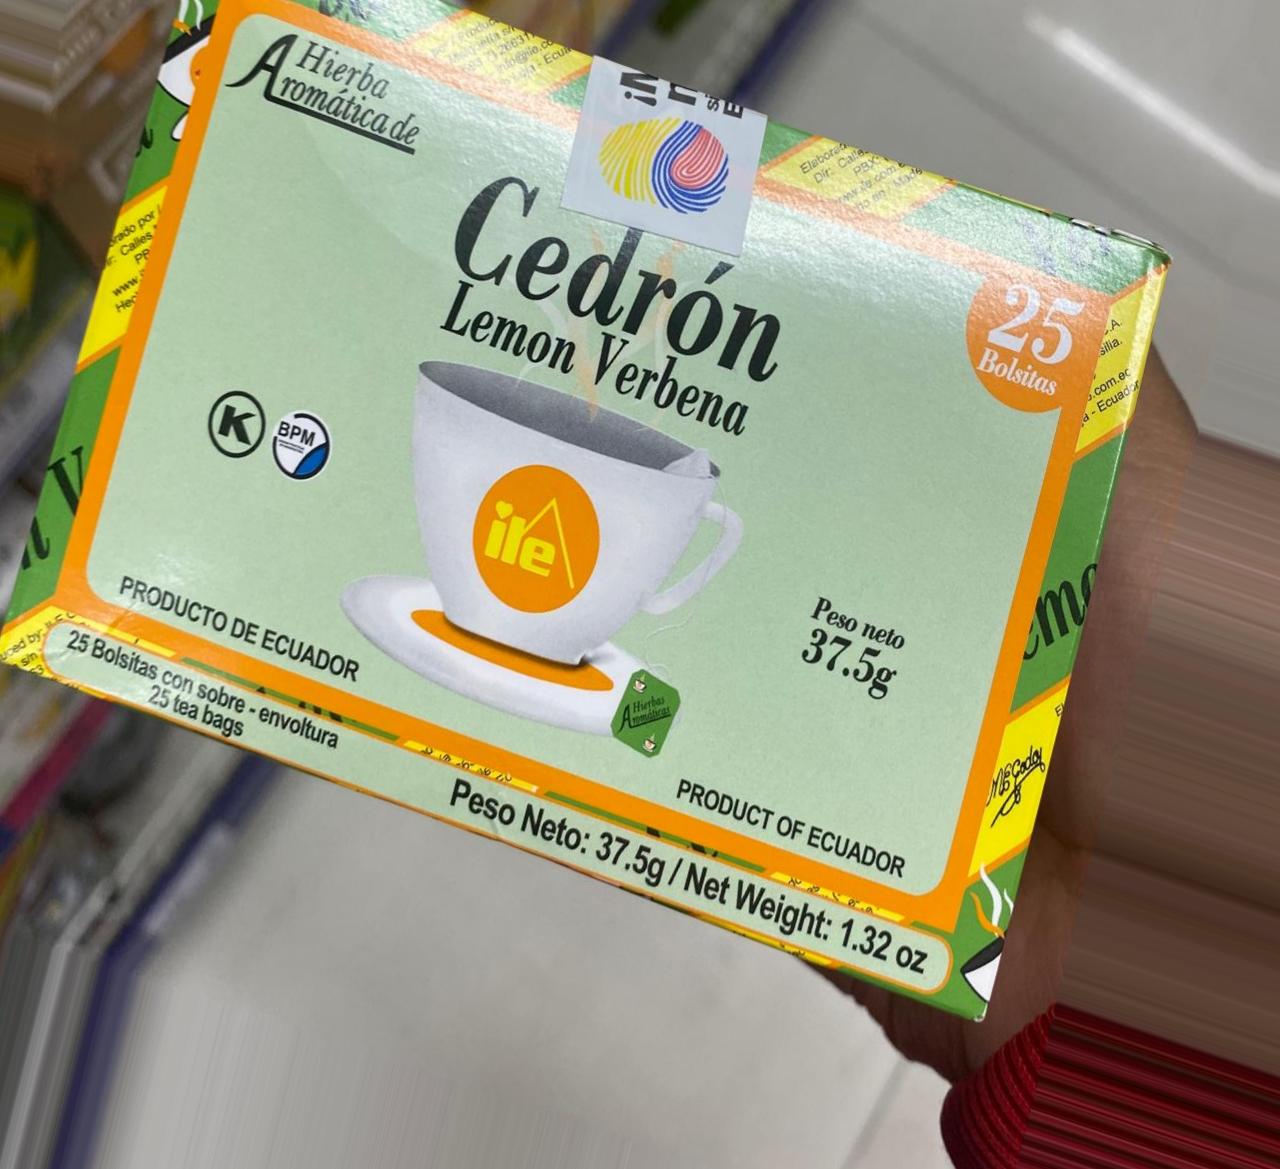 Hierba
Aromática de
Cedrón
Lemon Verbena
25
Bolsitas
K
BPM
ile
Peso neto
37.5g
Hierbas
Aromáticas
PRODUCTO DE ECUADOR
PRODUCT OF ECUADOR
25 Bolsitas con sobre - envoltura
25 tea bags
Peso Neto: 37.5g / Net Weight: 1.32 oz